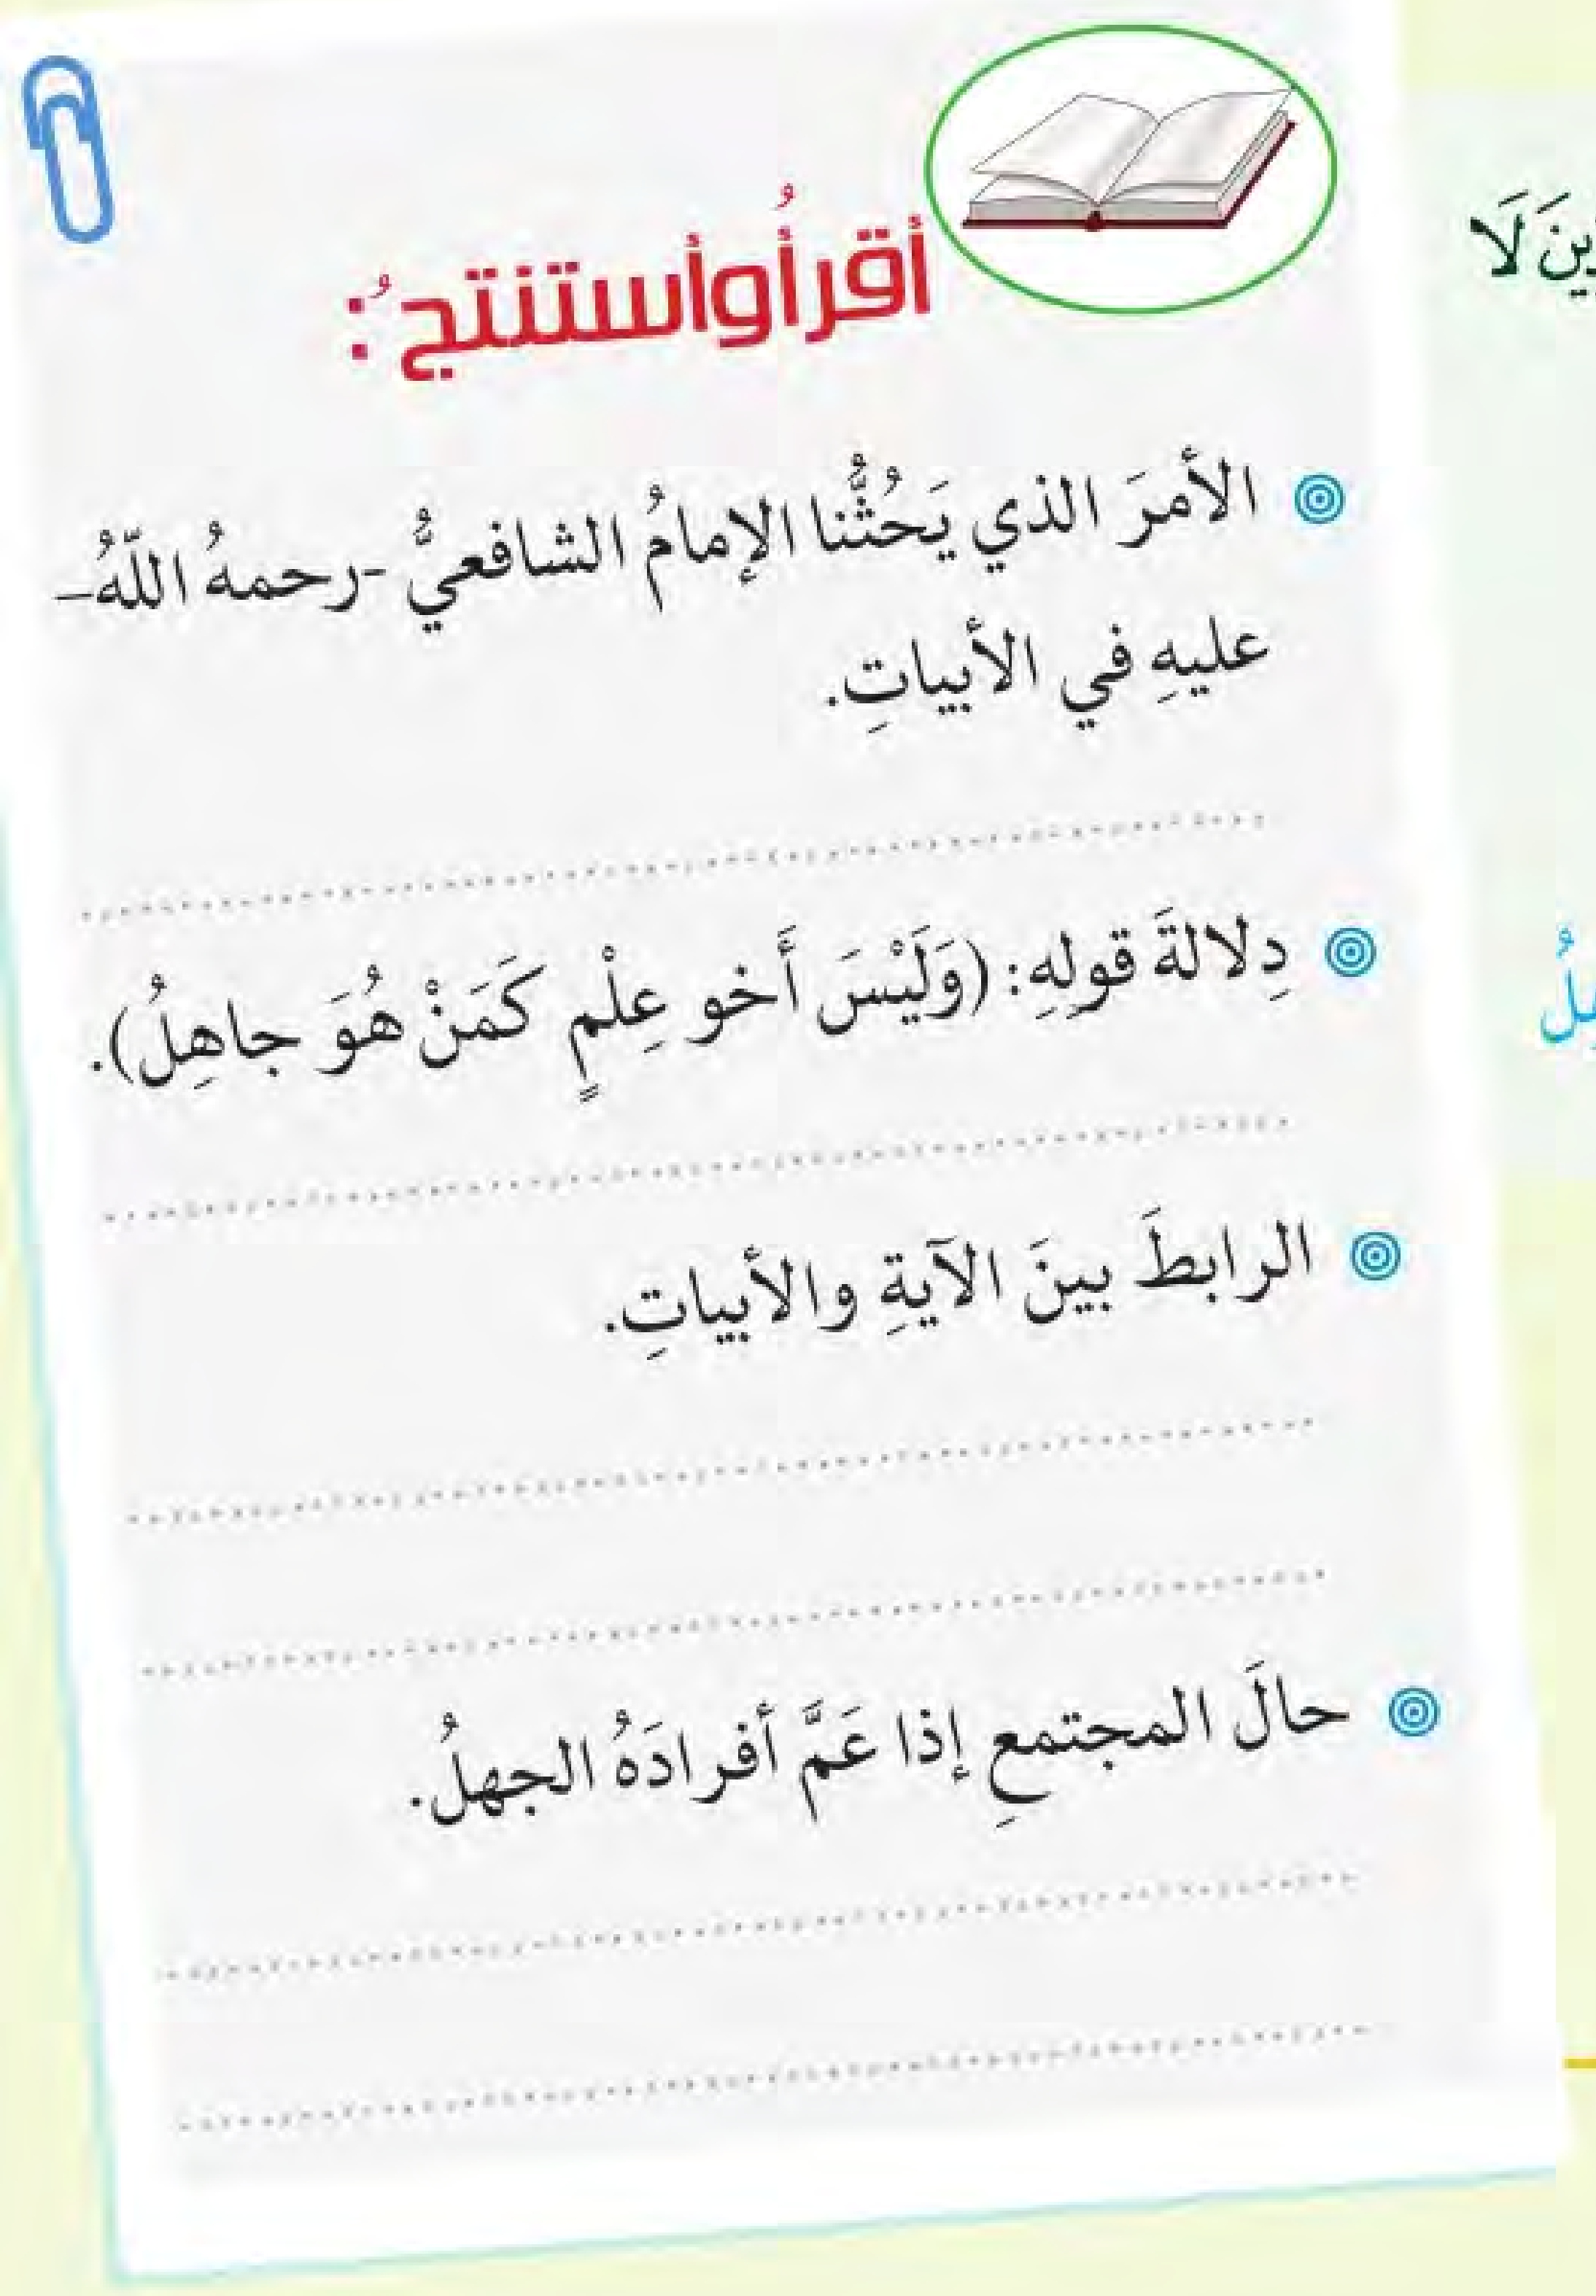 أقرأُ وأستنتجُ:
الأمرَ الذي يَحُثُّنا الإمامُ الشافعيُّ -رحمهُ اللّهُ-
عليهِ في الأبياتِ.
دِلالةَ قولِهِ: (وَلَيْسَ أَخو عِلْمٍ كَمَنْ هُوَ جاهِلُ).
الرابطَ بينَ الآيةِ والأبياتِ.
حالَ المجتمعِ إذا عَمَّ أفرادَهُ الجهلُ.